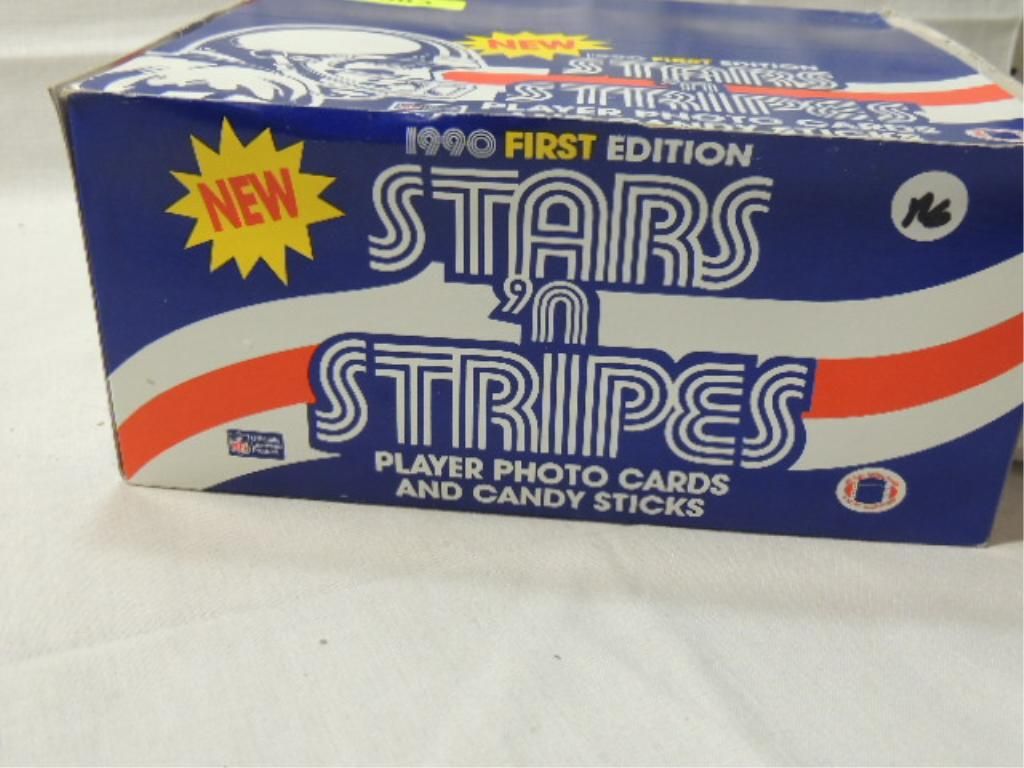 NEW
1990 FIRST EDITION
STARS
'N
STRIPES
PLAYER PHOTO CARDS
NEW
1990 FIRST EDITION
STARS
'n
STRIPES
PLAYER PHOTO CARDS
AND CANDY STICKS